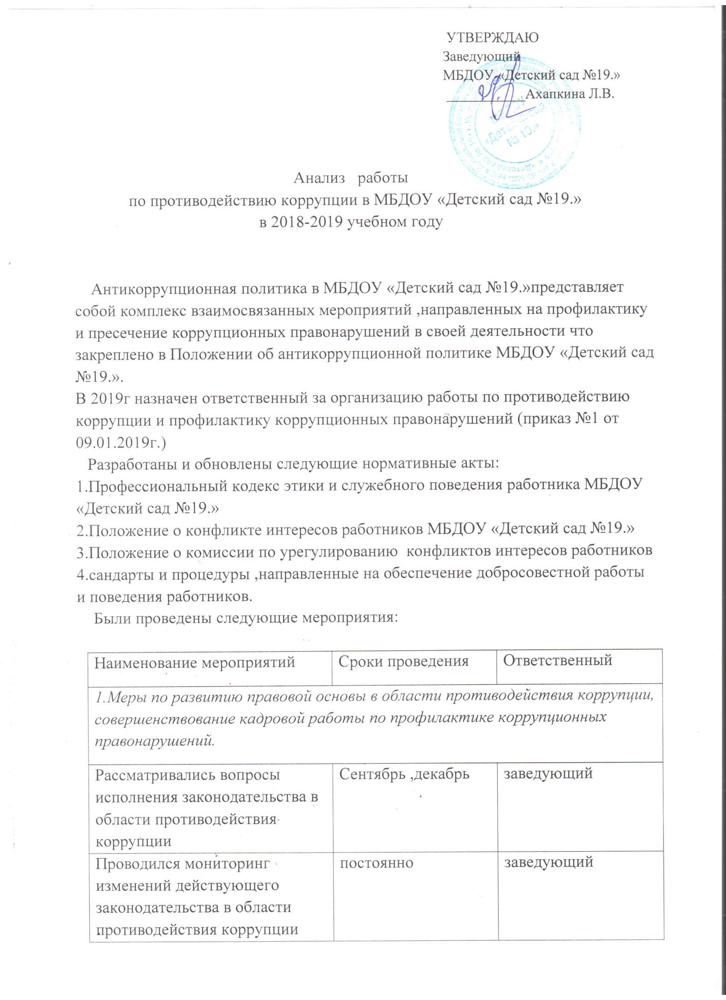 УТВЕРЖДАЮ
Заведующий
МБДОУ «Детский сад №19.»
____________Ахапкина Л.В.
МБДОУ
«Детский сад
№ 19.»
Анализ работы
по противодействию коррупции в МБДОУ «Детский сад №19.»
в 2018-2019 учебном году
Антикоррупционная политика в МБДОУ «Детский сад №19.»представляет
собой комплекс взаимосвязанных мероприятий ,направленных на профилактику
и пресечение коррупционных правонарушений в своей деятельности что
закреплено в Положении об антикоррупционной политике МБДОУ «Детский сад
№19.».
В 2019г назначен ответственный за организацию работы по противодействию
коррупции и профилактику коррупционных правонарушений (приказ №1 от
09.01.2019г.)
Разработаны и обновлены следующие нормативные акты:
1.Профессиональный кодекс этики и служебного поведения работника МБДОУ
«Детский сад №19.»
2.Положение о конфликте интересов работников МБДОУ «Детский сад №19.»
3.Положение о комиссии по урегулированию конфликтов интересов работников
4.сандарты и процедуры ,направленные на обеспечение добросовестной работы
и поведения работников.
Были проведены следующие мероприятия:
Наименование мероприятий Сроки проведения Ответственный
1.Меры по развитию правовой основы в области противодействия коррупции,
совершенствование кадровой работы по профилактике коррупционных
правонарушений.
Рассматривались вопросы Сентябрь ,декабрь заведующий
исполнения законодательства в
области противодействия
коррупции
Проводился мониторинг постоянно заведующий
изменений действующего
законодательства в области
противодействия коррупции